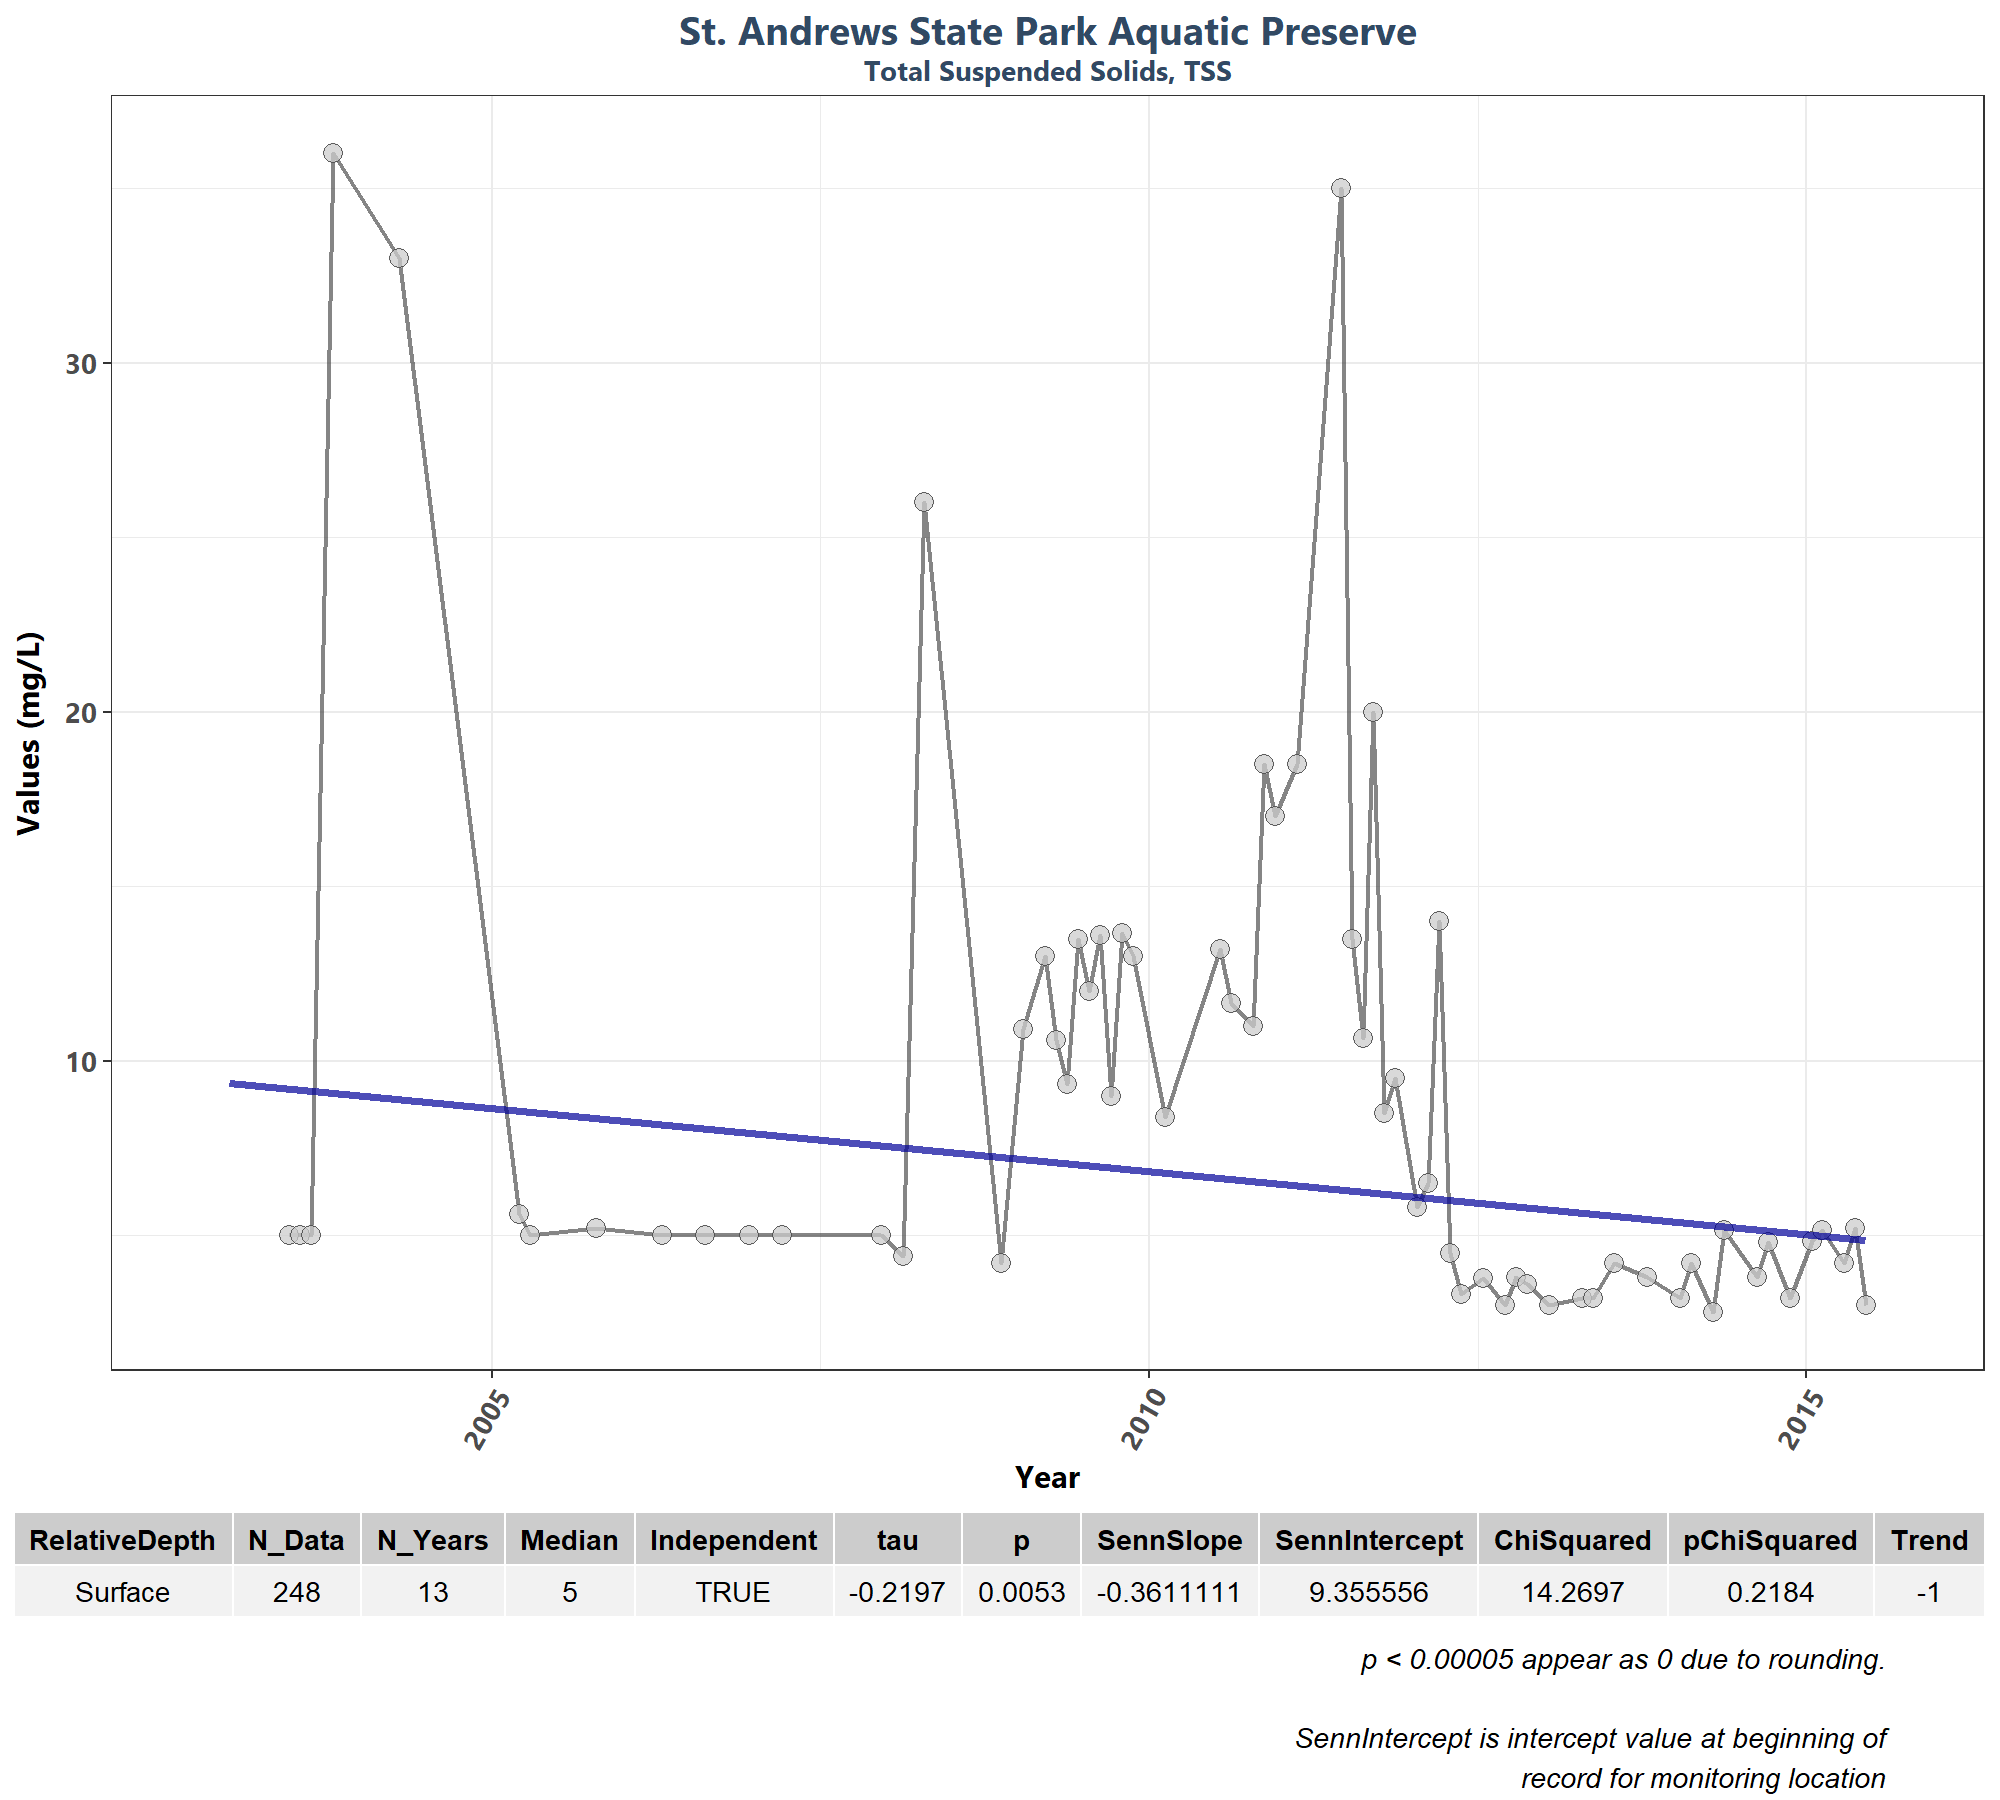 St. Andrews State Park Aquatic Preserve
Total Suspended Solids, TSS
Values (mg/L)
30
20
10
2005
2010
2015
Year
RelativeDepth N_Data N_Years Median Independent tau p SennSlope SennIntercept ChiSquared pChiSquared Trend
Surface 248 13 5 TRUE -0.2197 0.0053 -0.3611111 9.355556 14.2697 0.2184 -1
p < 0.00005 appear as 0 due to rounding.
SennIntercept is intercept value at beginning of
record for monitoring location